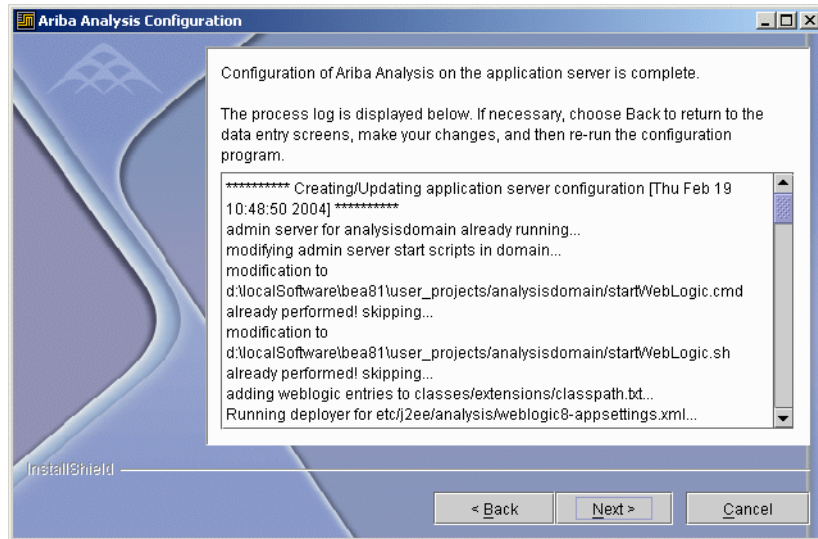 Ariba Analysis Configuration
Configuration of Ariba Analysis on the application server is complete.
The process log is displayed below. If necessary, choose Back to return to the
data entry screens, make your changes, and then re-run the configuration
program.
********** Creating/Updating application server configuration [Thu Feb 19
10:48:50 2004] **********
admin server for analysisdomain already running...
modifying admin server start scripts in domain...
modification to
d:\localSoftware\bea81\user_projects/analysisdomain/startWebLogic.cmd
already performed! skipping...
modification to
d:\localSoftware\bea81\user_projects/analysisdomain/startWebLogic.sh
already performed! skipping...
adding weblogic entries to classes/extensions/classpath.txt...
Running deployer for etc/j2ee/analysis/weblogic8-appsettings.xml...
InstallShield
< Back
Next >
Cancel